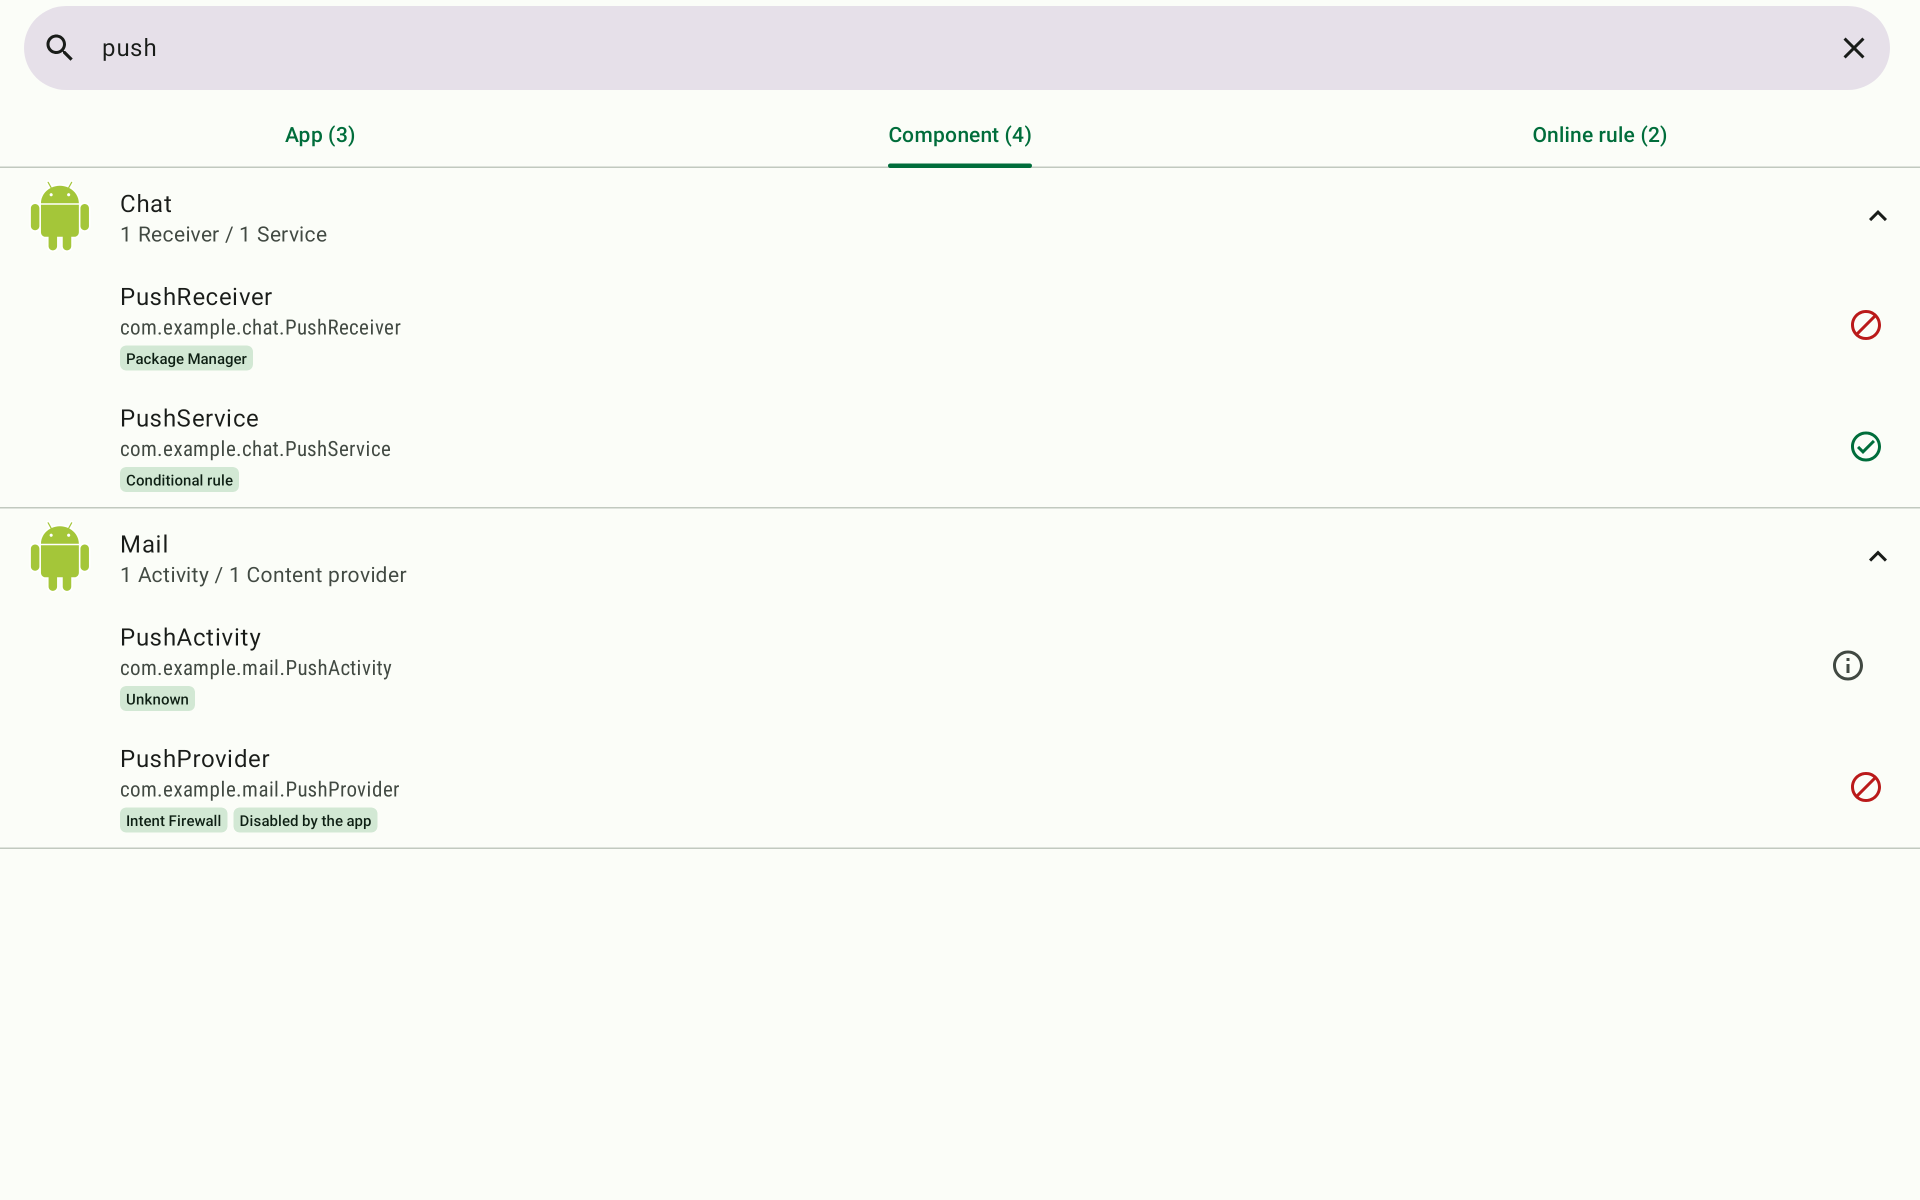 push
App (3)
Component (4)
Online rule (2)
Chat
1 Receiver / 1 Service
PushReceiver
com.example.chat.PushReceiver
Package Manager
PushService
com.example.chat.PushService
Conditional rule
Mail
1 Activity / 1 Content provider
PushActivity
com.example.mail.PushActivity
Unknown
PushProvider
com.example.mail.PushProvider
Intent Firewall Disabled by the app